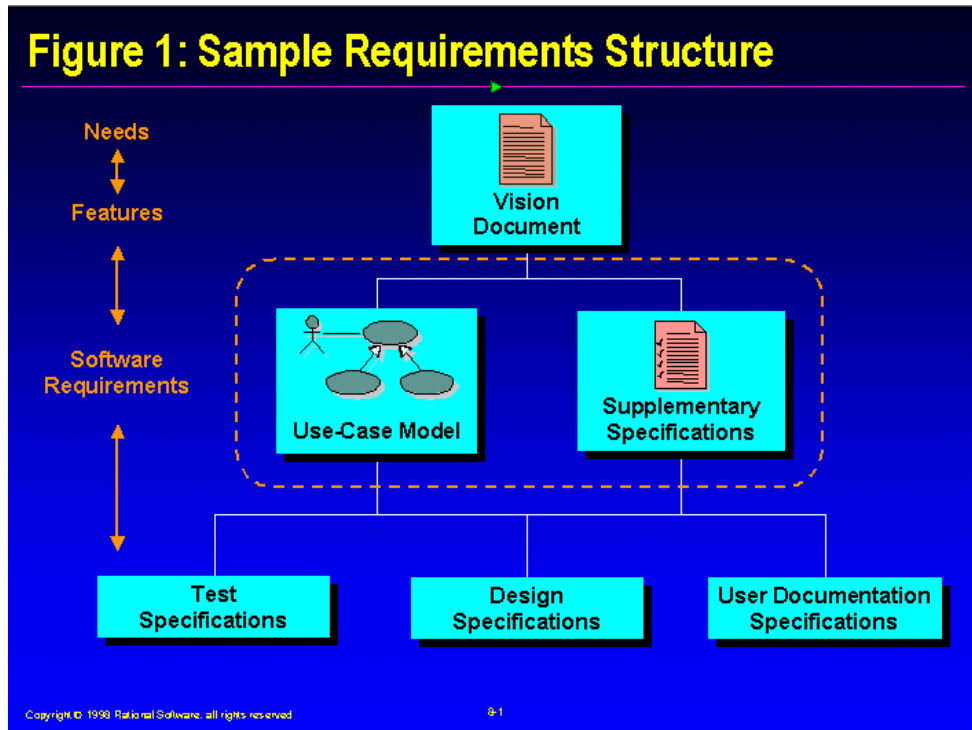 Figure 1: Sample Requirements Structure
Needs
Features
Software
Requirements
Vision
Document
Use-Case Model
Supplementary
Specifications
Test
Specifications
Design
Specifications
User Documentation
Specifications
Copyright © 1998 Rational Software, all rights reserved
8-1